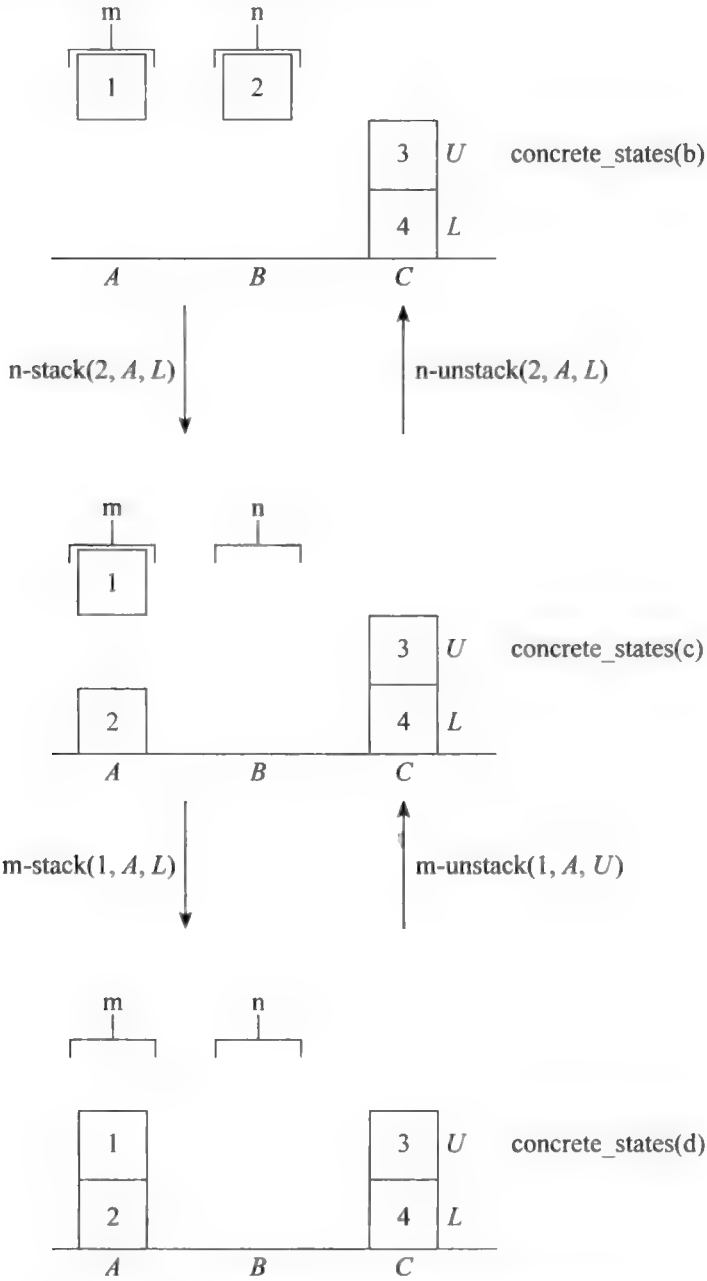 m n
1 2
3 U concrete_states(b)
4 L
A B C
n-stack(2, A, L) n-unstack(2, A, L)
m n
1
3 U concrete_states(c)
2 4 L
A B C
m-stack(1, A, L) m-unstack(1, A, U)
m n
1 3 U concrete_states(d)
2 4 L
A B C